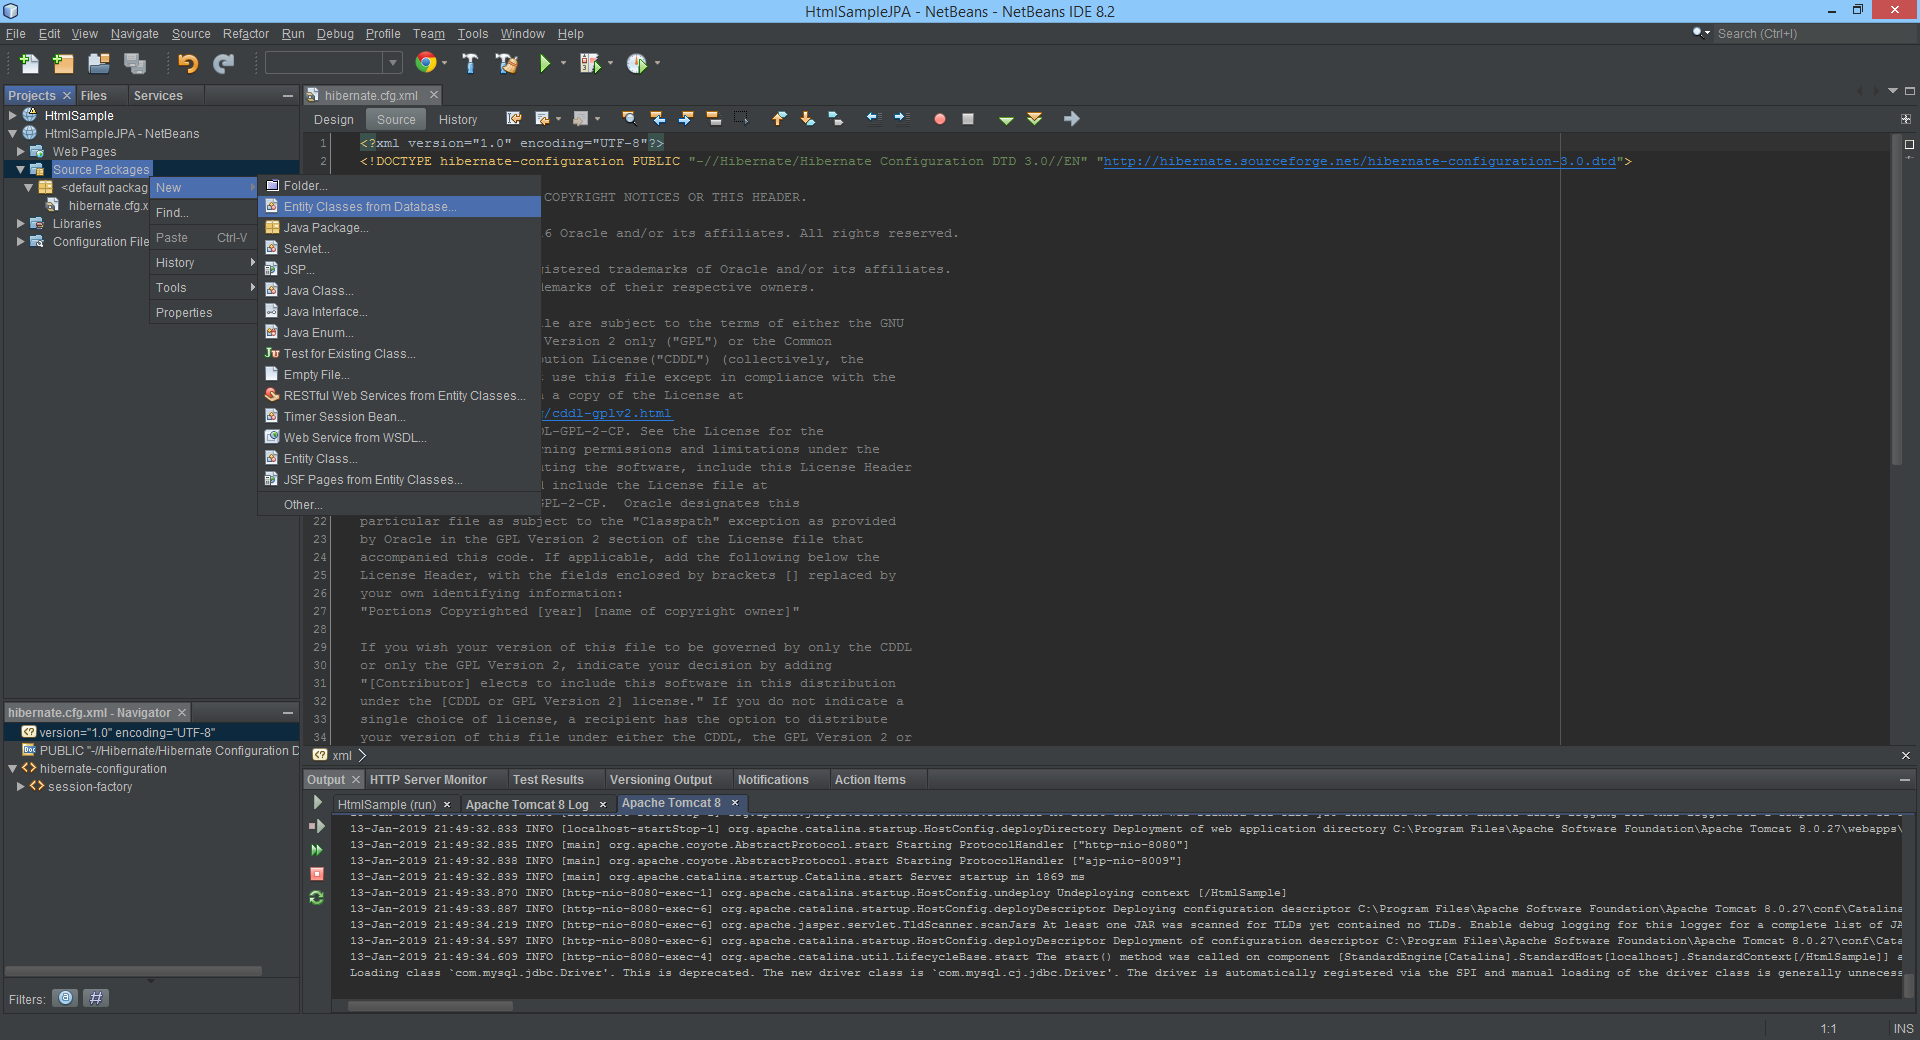 HtmlSampleJPA - NetBeans - NetBeans IDE 8.2
File Edit View Navigate Source Refactor Run Debug Profile Team Tools Window Help
Search (Ctrl+I)
Projects Files Services
HtmlSample
HtmlSampleJPA - NetBeans
Web Pages
Source Packages
<default packag
hibernate.cfg.x
Libraries
Configuration File
New
Find...
Paste Ctrl-V
History
Tools
Properties
Folder...
Entity Classes from Database...
Java Package...
Servlet...
JSP...
Java Class...
Java Interface...
Java Enum...
Test for Existing Class...
Empty File...
RESTful Web Services from Entity Classes...
Timer Session Bean...
Web Service from WSDL...
Entity Class...
JSF Pages from Entity Classes...
Other...
hibernate.cfg.xml
Design Source History
1 <?xml version="1.0" encoding="UTF-8"?>
2 <!DOCTYPE hibernate-configuration PUBLIC "-//Hibernate/Hibernate Configuration DTD 3.0//EN" "http://hibernate.sourceforge.net/hibernate-configuration-3.0.dtd">
COPYRIGHT NOTICES OR THIS HEADER.
16 Oracle and/or its affiliates. All rights reserved.
gistered trademarks of Oracle and/or its affiliates.
demarks of their respective owners.
le are subject to the terms of either the GNU
Version 2 only ("GPL") or the Common
bution License("CDDL") (collectively, the
use this file except in compliance with the
a copy of the License at
/cddl-gplv2.html
DL-GPL-2-CP. See the License for the
rning permissions and limitations under the
ting the software, include this License Header
include the License file at
GPL-2-CP. Oracle designates this
22 particular file as subject to the "Classpath" exception as provided
23 by Oracle in the GPL Version 2 section of the License file that
24 accompanied this code. If applicable, add the following below the
25 License Header, with the fields enclosed by brackets [] replaced by
26 your own identifying information:
27 "Portions Copyrighted [year] [name of copyright owner]"
28
29 If you wish your version of this file to be governed by only the CDDL
30 or only the GPL Version 2, indicate your decision by adding
31 "[Contributor] elects to include this software in this distribution
32 under the [CDDL or GPL Version 2] license." If you do not indicate a
33 single choice of license, a recipient has the option to distribute
34 your version of this file under either the CDDL, the GPL Version 2 or
xml
hibernate.cfg.xml - Navigator
version="1.0" encoding="UTF-8"
PUBLIC "-//Hibernate/Hibernate Configuration D
hibernate-configuration
session-factory
Filters:
Output HTTP Server Monitor Test Results Versioning Output Notifications Action Items
HtmlSample (run) Apache Tomcat 8 Log Apache Tomcat 8
13-Jan-2019 21:49:32.833 INFO [localhost-startStop-1] org.apache.catalina.startup.HostConfig.deployDirectory Deployment of web application directory C:\Program Files\Apache Software Foundation\Apache Tomcat 8.0.27\webapps\
13-Jan-2019 21:49:32.835 INFO [main] org.apache.coyote.AbstractProtocol.start Starting ProtocolHandler ["http-nio-8080"]
13-Jan-2019 21:49:32.838 INFO [main] org.apache.coyote.AbstractProtocol.start Starting ProtocolHandler ["ajp-nio-8009"]
13-Jan-2019 21:49:32.839 INFO [main] org.apache.catalina.startup.Catalina.start Server startup in 1869 ms
13-Jan-2019 21:49:33.870 INFO [http-nio-8080-exec-1] org.apache.catalina.startup.HostConfig.undeploy Undeploying context [/HtmlSample]
13-Jan-2019 21:49:33.887 INFO [http-nio-8080-exec-6] org.apache.catalina.startup.HostConfig.deployDescriptor Deploying configuration descriptor C:\Program Files\Apache Software Foundation\Apache Tomcat 8.0.27\conf\Catalina
13-Jan-2019 21:49:34.219 INFO [http-nio-8080-exec-6] org.apache.jasper.servlet.TldScanner.scanJars At least one JAR was scanned for TLDs yet contained no TLDs. Enable debug logging for this logger for a complete list of JA
13-Jan-2019 21:49:34.597 INFO [http-nio-8080-exec-6] org.apache.catalina.startup.HostConfig.deployDescriptor Deployment of configuration descriptor C:\Program Files\Apache Software Foundation\Apache Tomcat 8.0.27\conf\Cata
13-Jan-2019 21:49:34.609 INFO [http-nio-8080-exec-4] org.apache.catalina.util.LifecycleBase.start The start() method was called on component [StandardEngine[Catalina].StandardHost[localhost].StandardContext[/HtmlSample]] a
Loading class `com.mysql.jdbc.Driver'. This is deprecated. The new driver class is `com.mysql.cj.jdbc.Driver'. The driver is automatically registered via the SPI and manual loading of the driver class is generally unnecess
1:1 INS